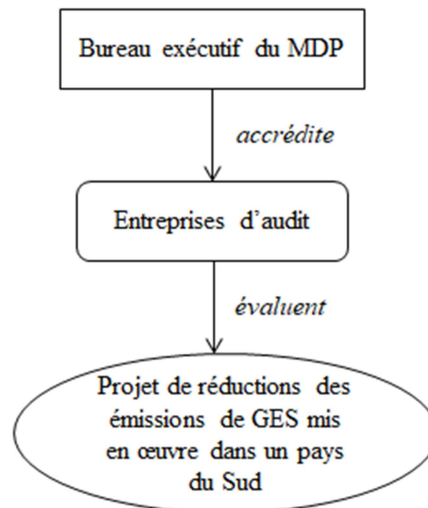 Bureau exécutif du MDP
accrédite
Entreprises d'audit
évaluent
Projet de réductions des
émissions de GES mis
en œuvre dans un pays
du Sud